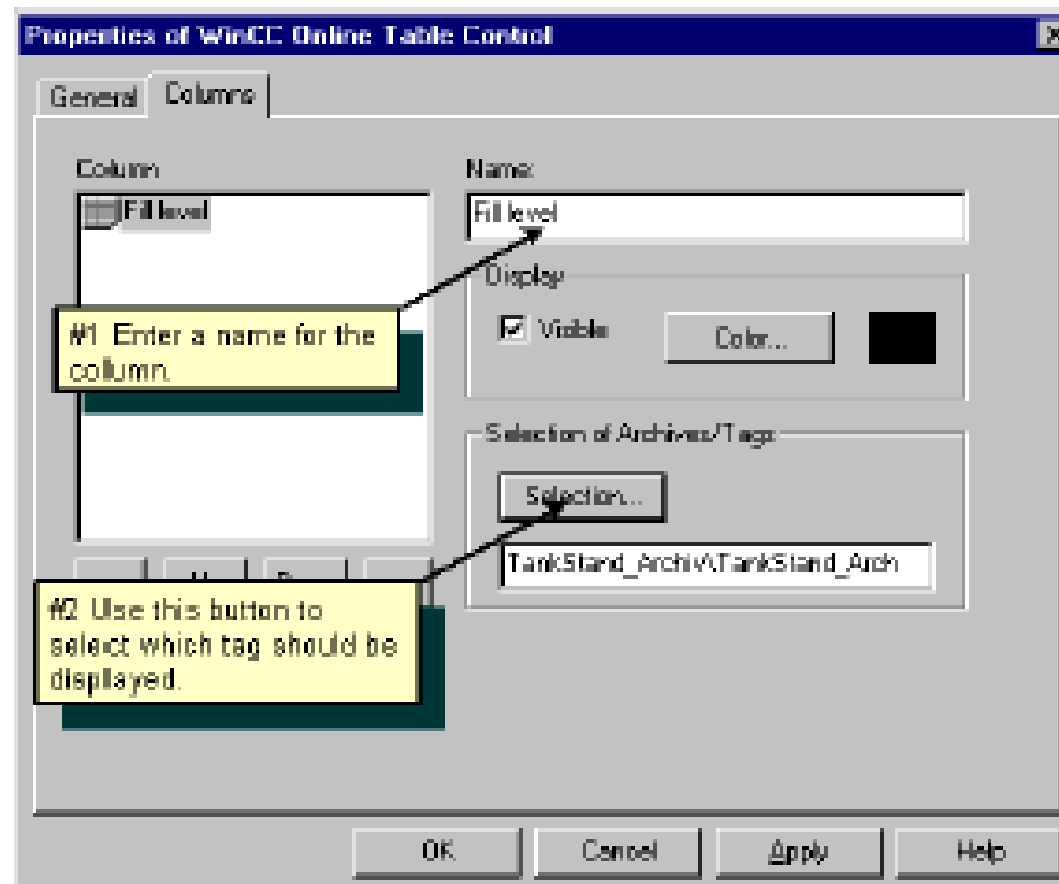 Properties of WinCC Online Table Control
General Columns
Column
Fill level
Name:
Fill level
Display
Visible
Color...
#1 Enter a name for the
column.
Selection of Archives/Tags
Selection...
TankStand_Archiv\TankStand_Arch
#2 Use this button to
select which tag should be
displayed.
OK Cancel Apply Help